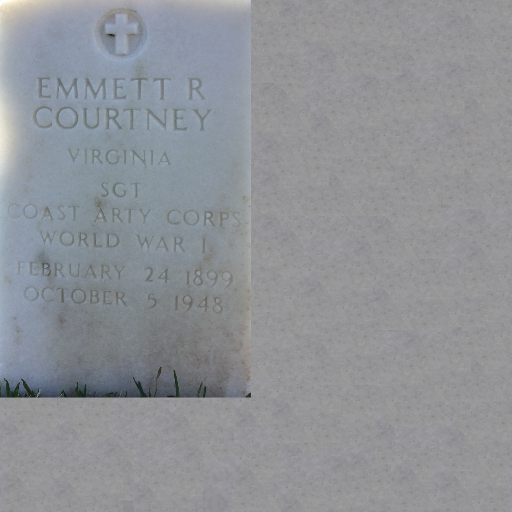 EMMETT R
COURTNEY
VIRGINIA
SGT
COAST ARTY CORPS
WORLD WAR I
FEBRUARY 24 1899
OCTOBER 5 1948